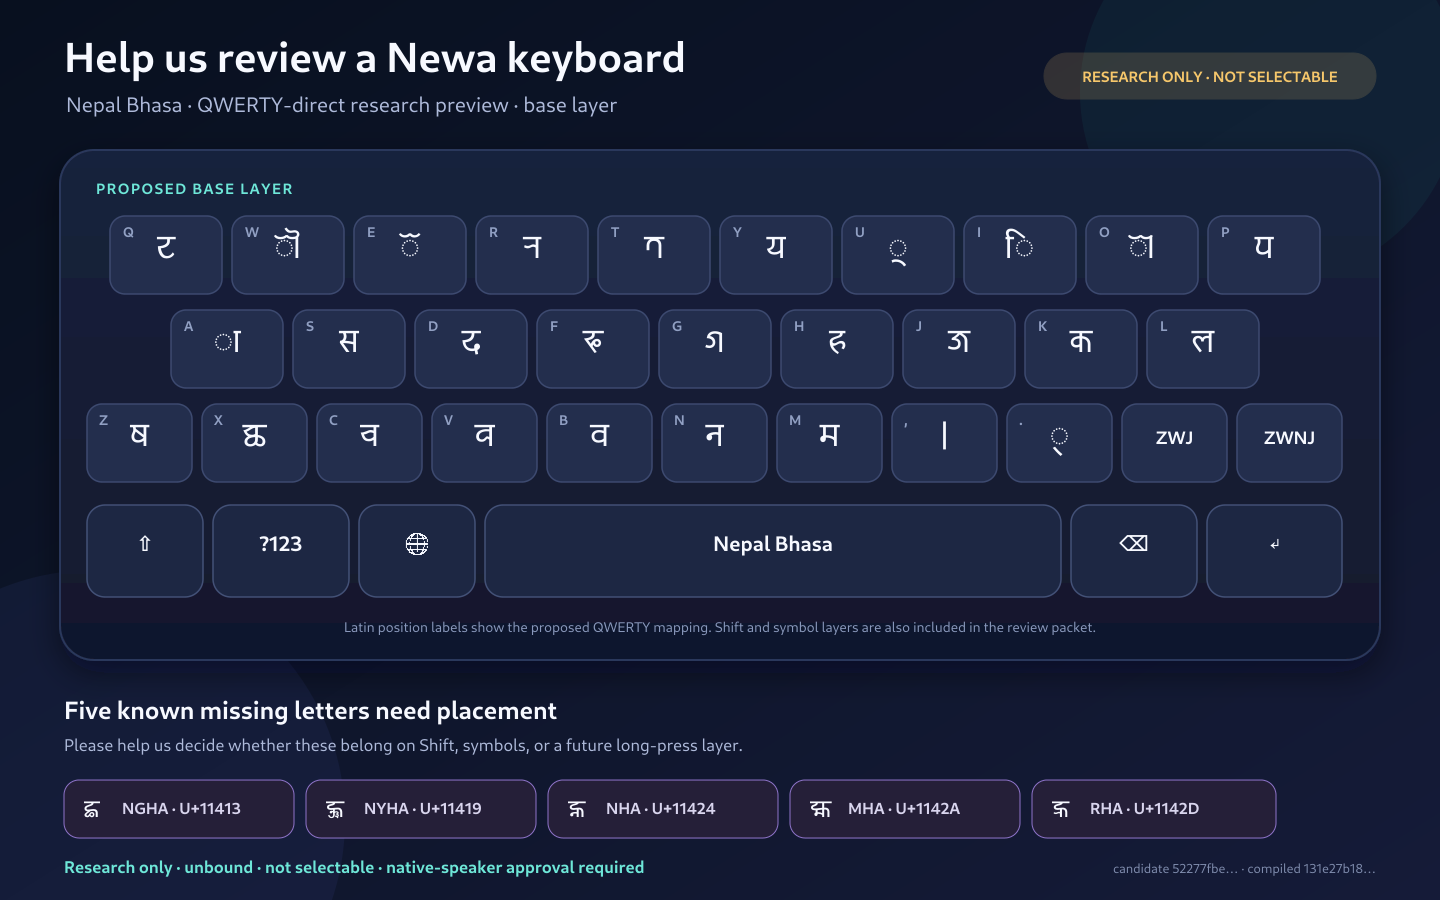 Help us review a Newa keyboard
RESEARCH ONLY · NOT SELECTABLE
Nepal Bhasa · QWERTY-direct research preview · base layer
PROPOSED BASE LAYER
Q 𑐚 W ◌𑑁 E ◌𑐾 R 𑐬 T 𑐟 Y 𑐫 U ◌𑐸 I ◌𑐶 O ◌𑑀 P 𑐥
A ◌𑐵 S 𑐳 D 𑐡 F 𑐦 G 𑐐 H 𑐴 J 𑐖 K 𑐎 L 𑐮
Z 𑐲 X 𑐕 C 𑐔 V 𑐰 B 𑐧 N 𑐣 M 𑐩 , 𑑋 . ◌𑑂 ZWJ ZWNJ
⇧ ?123 🌐 Nepal Bhasa ⌫ ↲
Latin position labels show the proposed QWERTY mapping. Shift and symbol layers are also included in the review packet.
Five known missing letters need placement
Please help us decide whether these belong on Shift, symbols, or a future long-press layer.
𑐓 NGHA · U+11413 𑐙 NYHA · U+11419 𑐤 NHA · U+11424 𑐪 MHA · U+1142A 𑐭 RHA · U+1142D
Research only · unbound · not selectable · native-speaker approval required
candidate 52277fbe… · compiled 131e27b18…